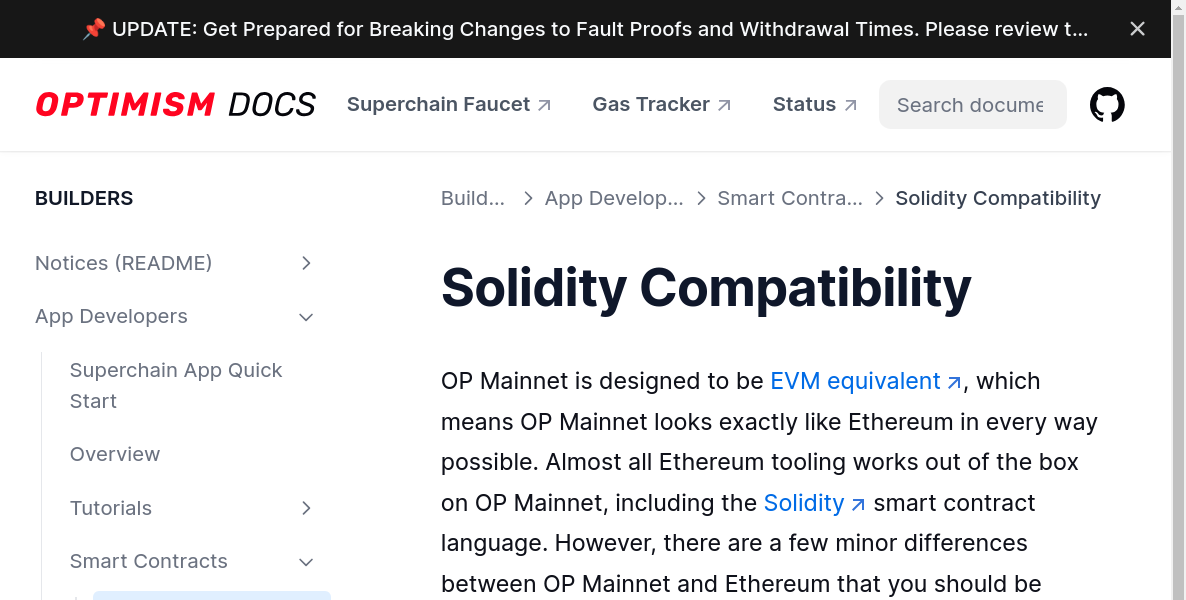 📌 UPDATE: Get Prepared for Breaking Changes to Fault Proofs and Withdrawal Times. Please review t...
OPTIMISM DOCS
Superchain Faucet
Gas Tracker
Status
Search docume
BUILDERS
Notices (README)
App Developers
Superchain App Quick
Start
Overview
Tutorials
Smart Contracts
Build... > App Develop... > Smart Contra... > Solidity Compatibility
Solidity Compatibility
OP Mainnet is designed to be EVM equivalent, which
means OP Mainnet looks exactly like Ethereum in every way
possible. Almost all Ethereum tooling works out of the box
on OP Mainnet, including the Solidity smart contract
language. However, there are a few minor differences
between OP Mainnet and Ethereum that you should be